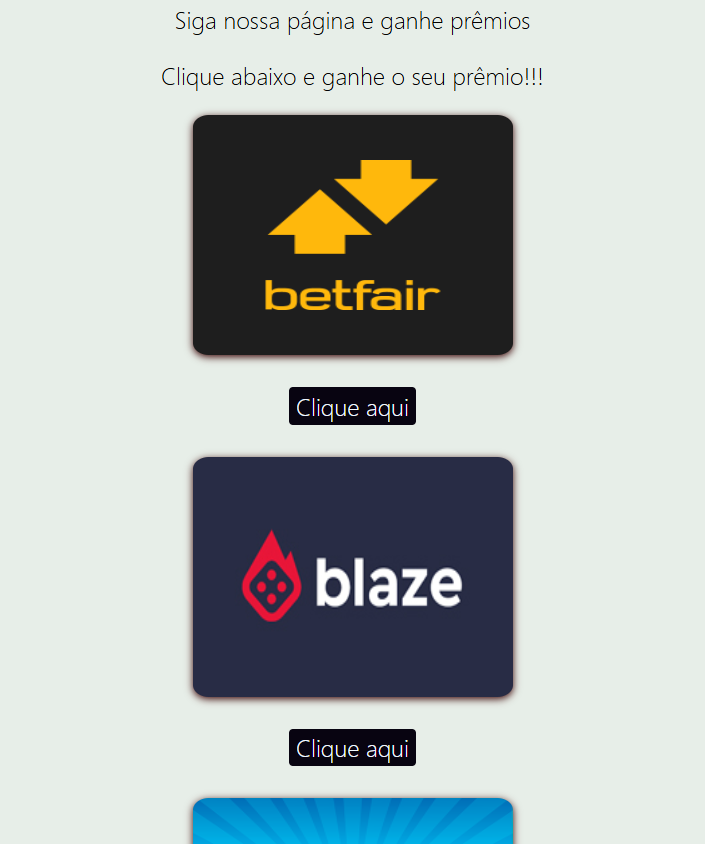 Siga nossa página e ganhe prêmios
Clique abaixo e ganhe o seu prêmio!!!
betfair
Clique aqui
blaze
Clique aqui